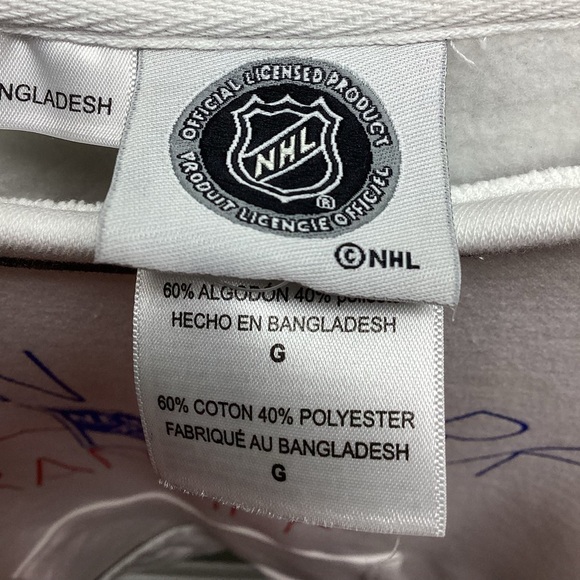 NGLADESH
OFFICIAL LICENSED PRODUCT
NHL
®
PRODUIT LICENCIE OFFICIEL
© NHL
60% ALGODON 40%
HECHO EN BANGLADESH
G
60% COTON 40% POLYESTER
FABRIQUÉ AU BANGLADESH
G